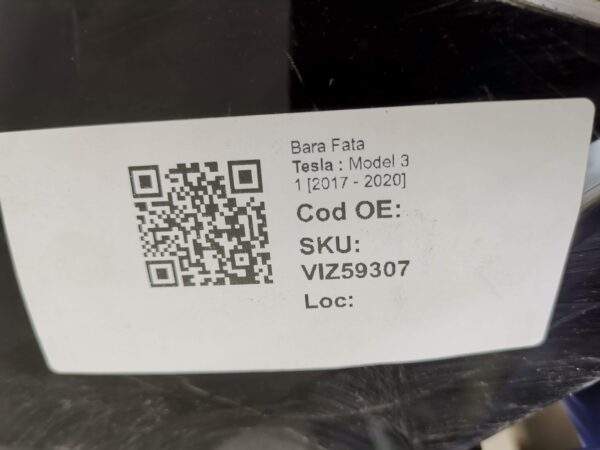 Bara Fata
Tesla : Model 3
1 [2017 - 2020]
Cod OE:
SKU:
VIZ59307
Loc: